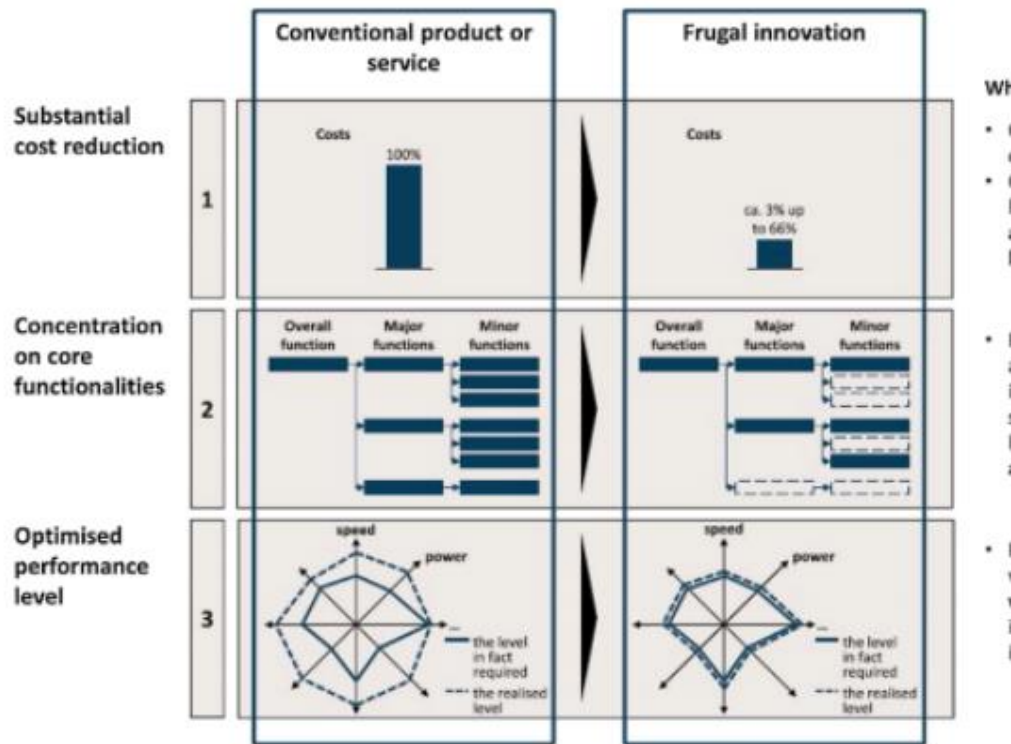 Conventional product or
service
Frugal innovation
Substantial
cost reduction
1
Costs
100%
Costs
ca. 3% up
to 66%
Concentration
on core
functionalities
2
Overall
function
Major
functions
Minor
functions
Overall
function
Major
functions
Minor
functions
Optimised
performance
level
3
speed
power
...
the level
in fact
required
the realised
level
speed
power
...
the level
in fact
required
the realised
level